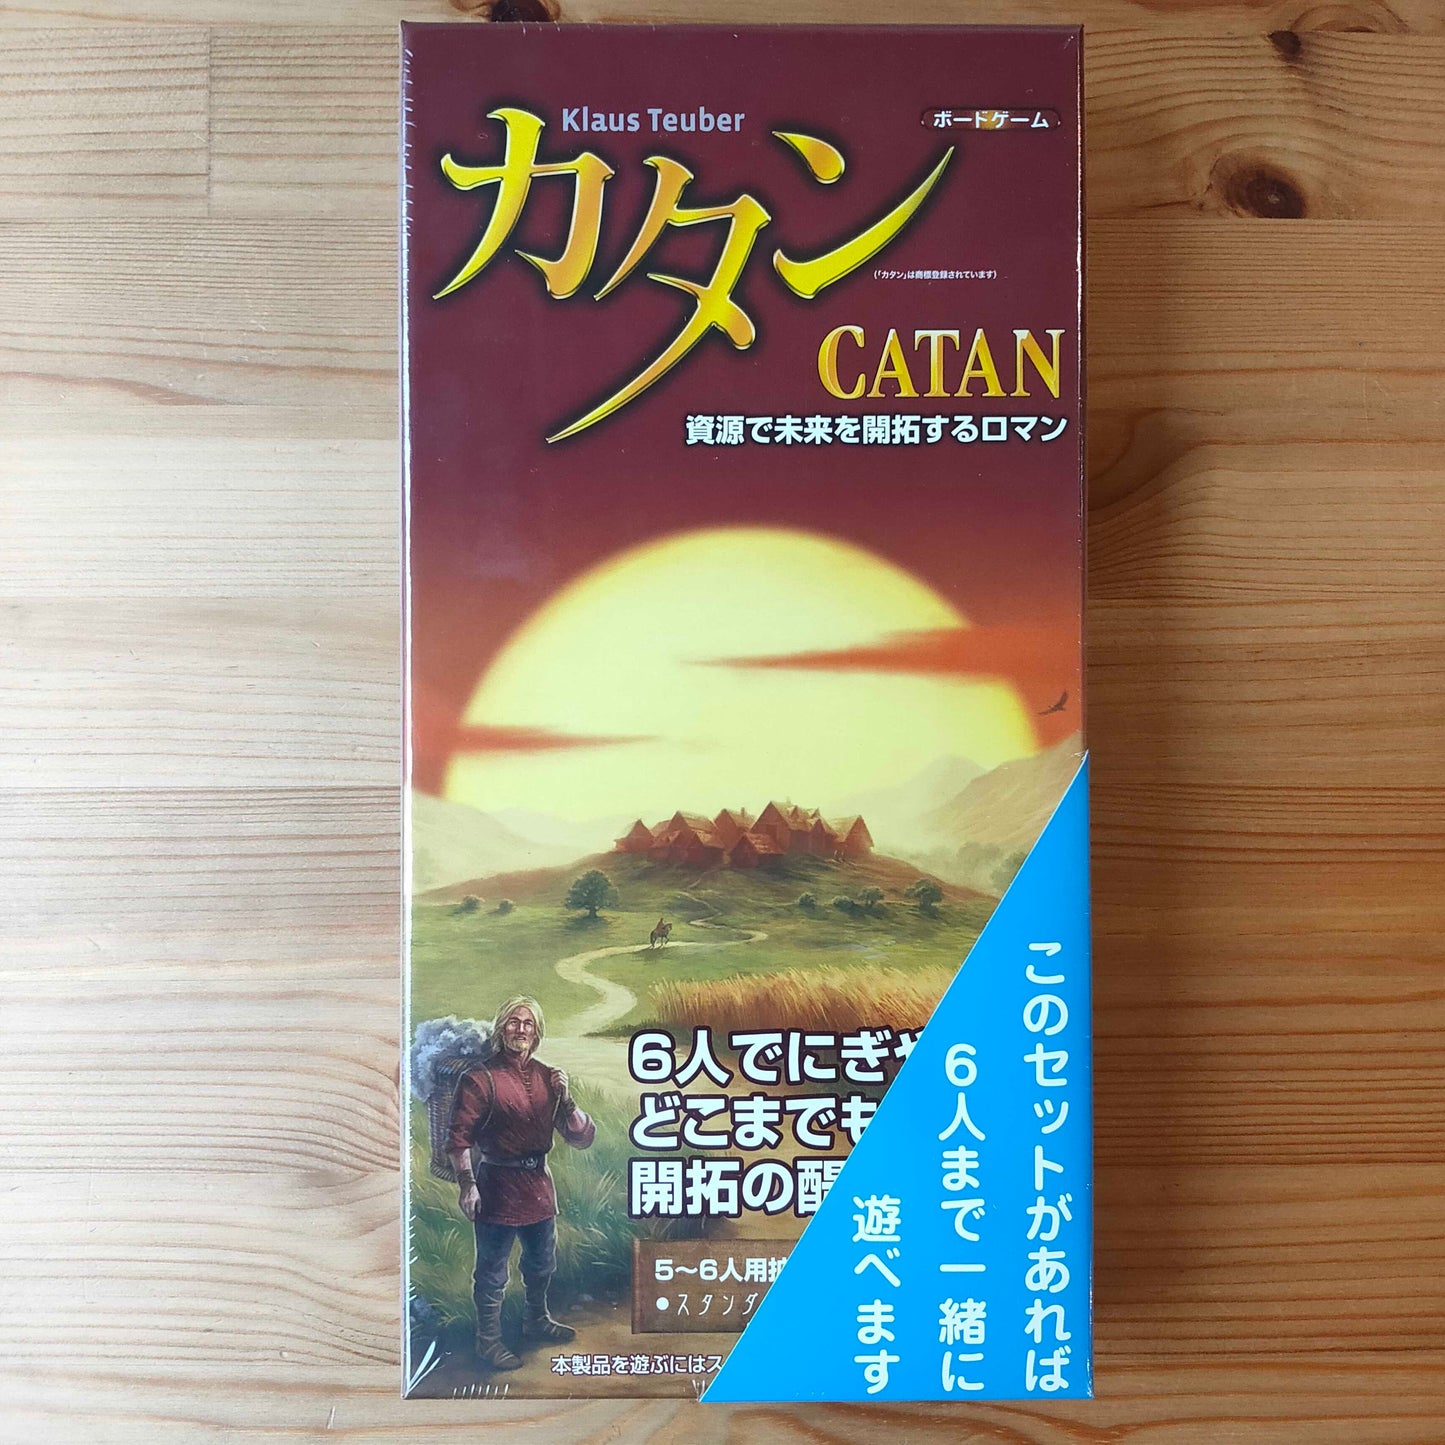 Klaus Teuber
ボードゲーム
カタン
(「カタン」は商標登録されています)
CATAN
資源で未来を開拓するロマン
6人でにぎや
どこまでも
開拓の醍
5〜6人用拡
●スタンダ
本製品を遊ぶにはス
このセットがあれば
6人まで一緒に
遊べます